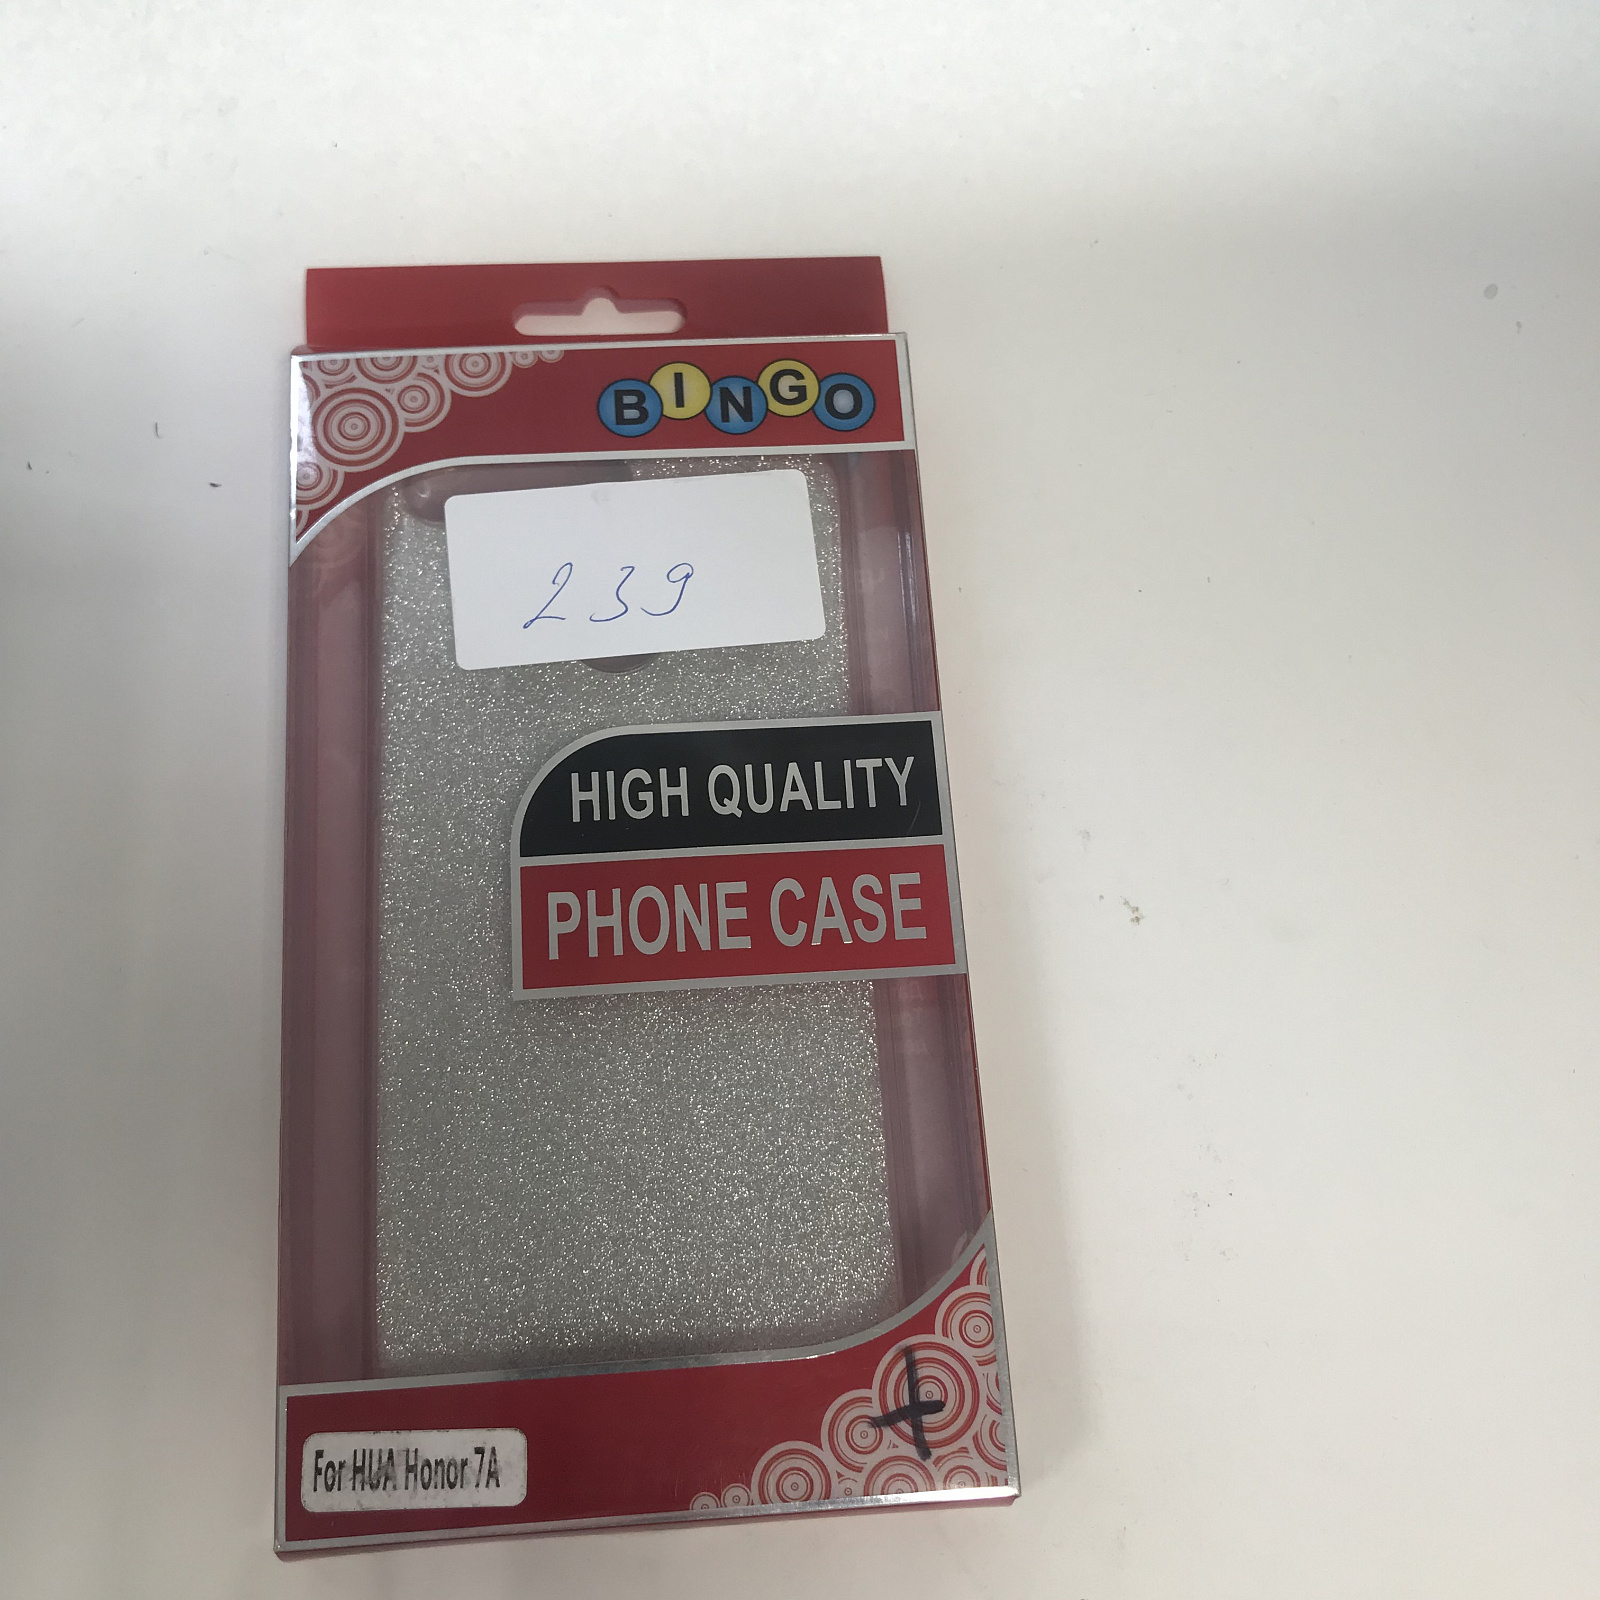 BINGO
239
HIGH QUALITY
PHONE CASE
For HUA Honor 7A